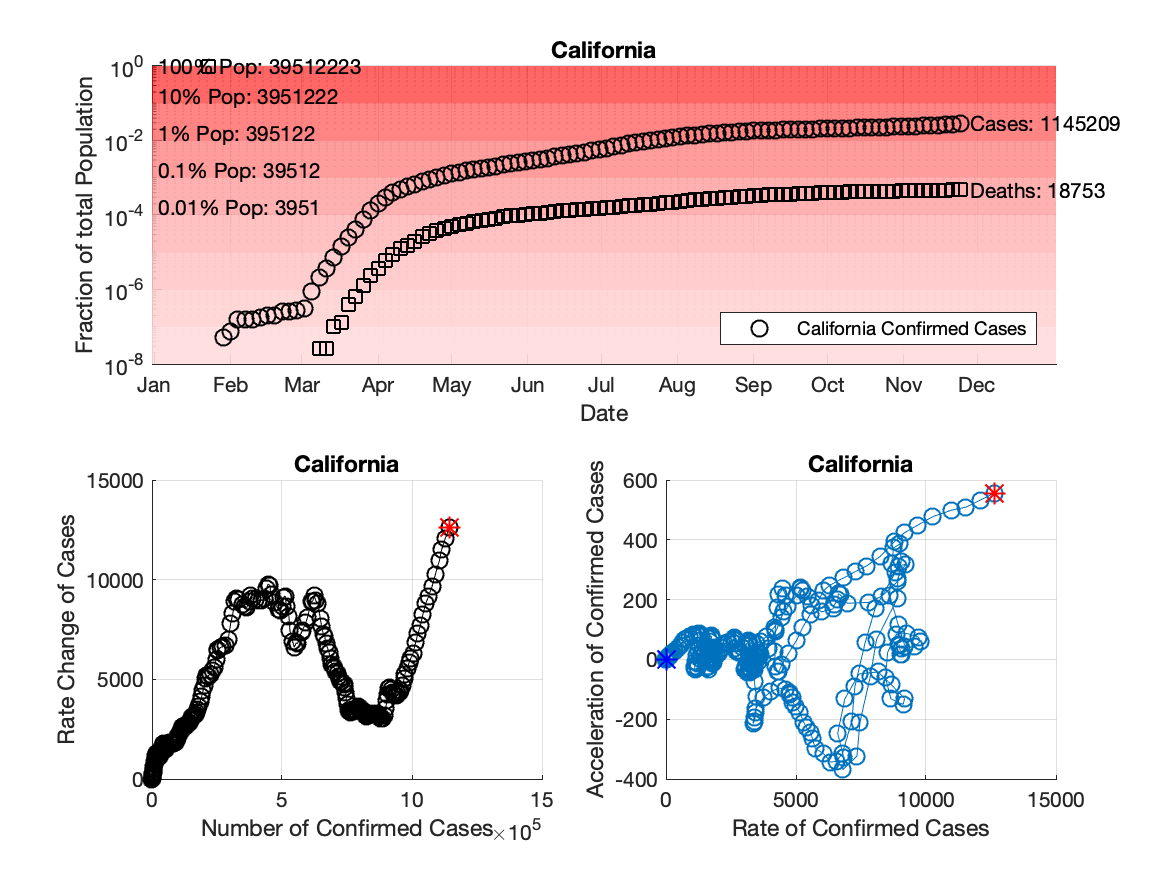 California
Fraction of total Population
10^0
10^-2
10^-4
10^-6
10^-8
100% Pop: 39512223
10% Pop: 3951222
1% Pop: 395122
0.1% Pop: 39512
0.01% Pop: 3951
Cases: 1145209
Deaths: 18753
California Confirmed Cases
Jan Feb Mar Apr May Jun Jul Aug Sep Oct Nov Dec
Date
California
Rate Change of Cases
15000
10000
5000
0
0 5 10 15
Number of Confirmed Cases ×10^5
California
Acceleration of Confirmed Cases
600
400
200
0
-200
-400
0 5000 10000 15000
Rate of Confirmed Cases